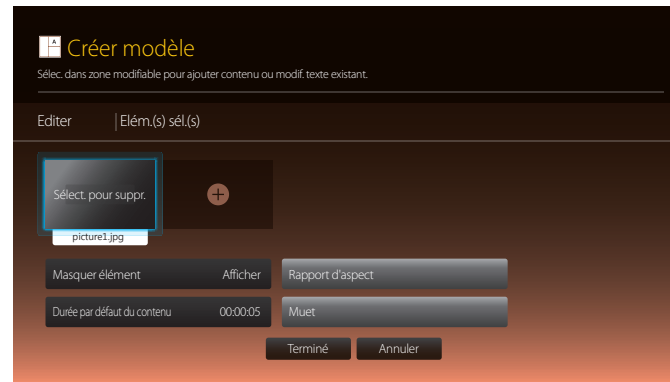 A
Créer modèle
Sélec. dans zone modifiable pour ajouter contenu ou modif. texte existant.
Editer Elém.(s) sél.(s)
Sélect. pour suppr.
picture1.jpg
Masquer élément Afficher Rapport d'aspect
Durée par défaut du contenu 00:00:05 Muet
Terminé Annuler